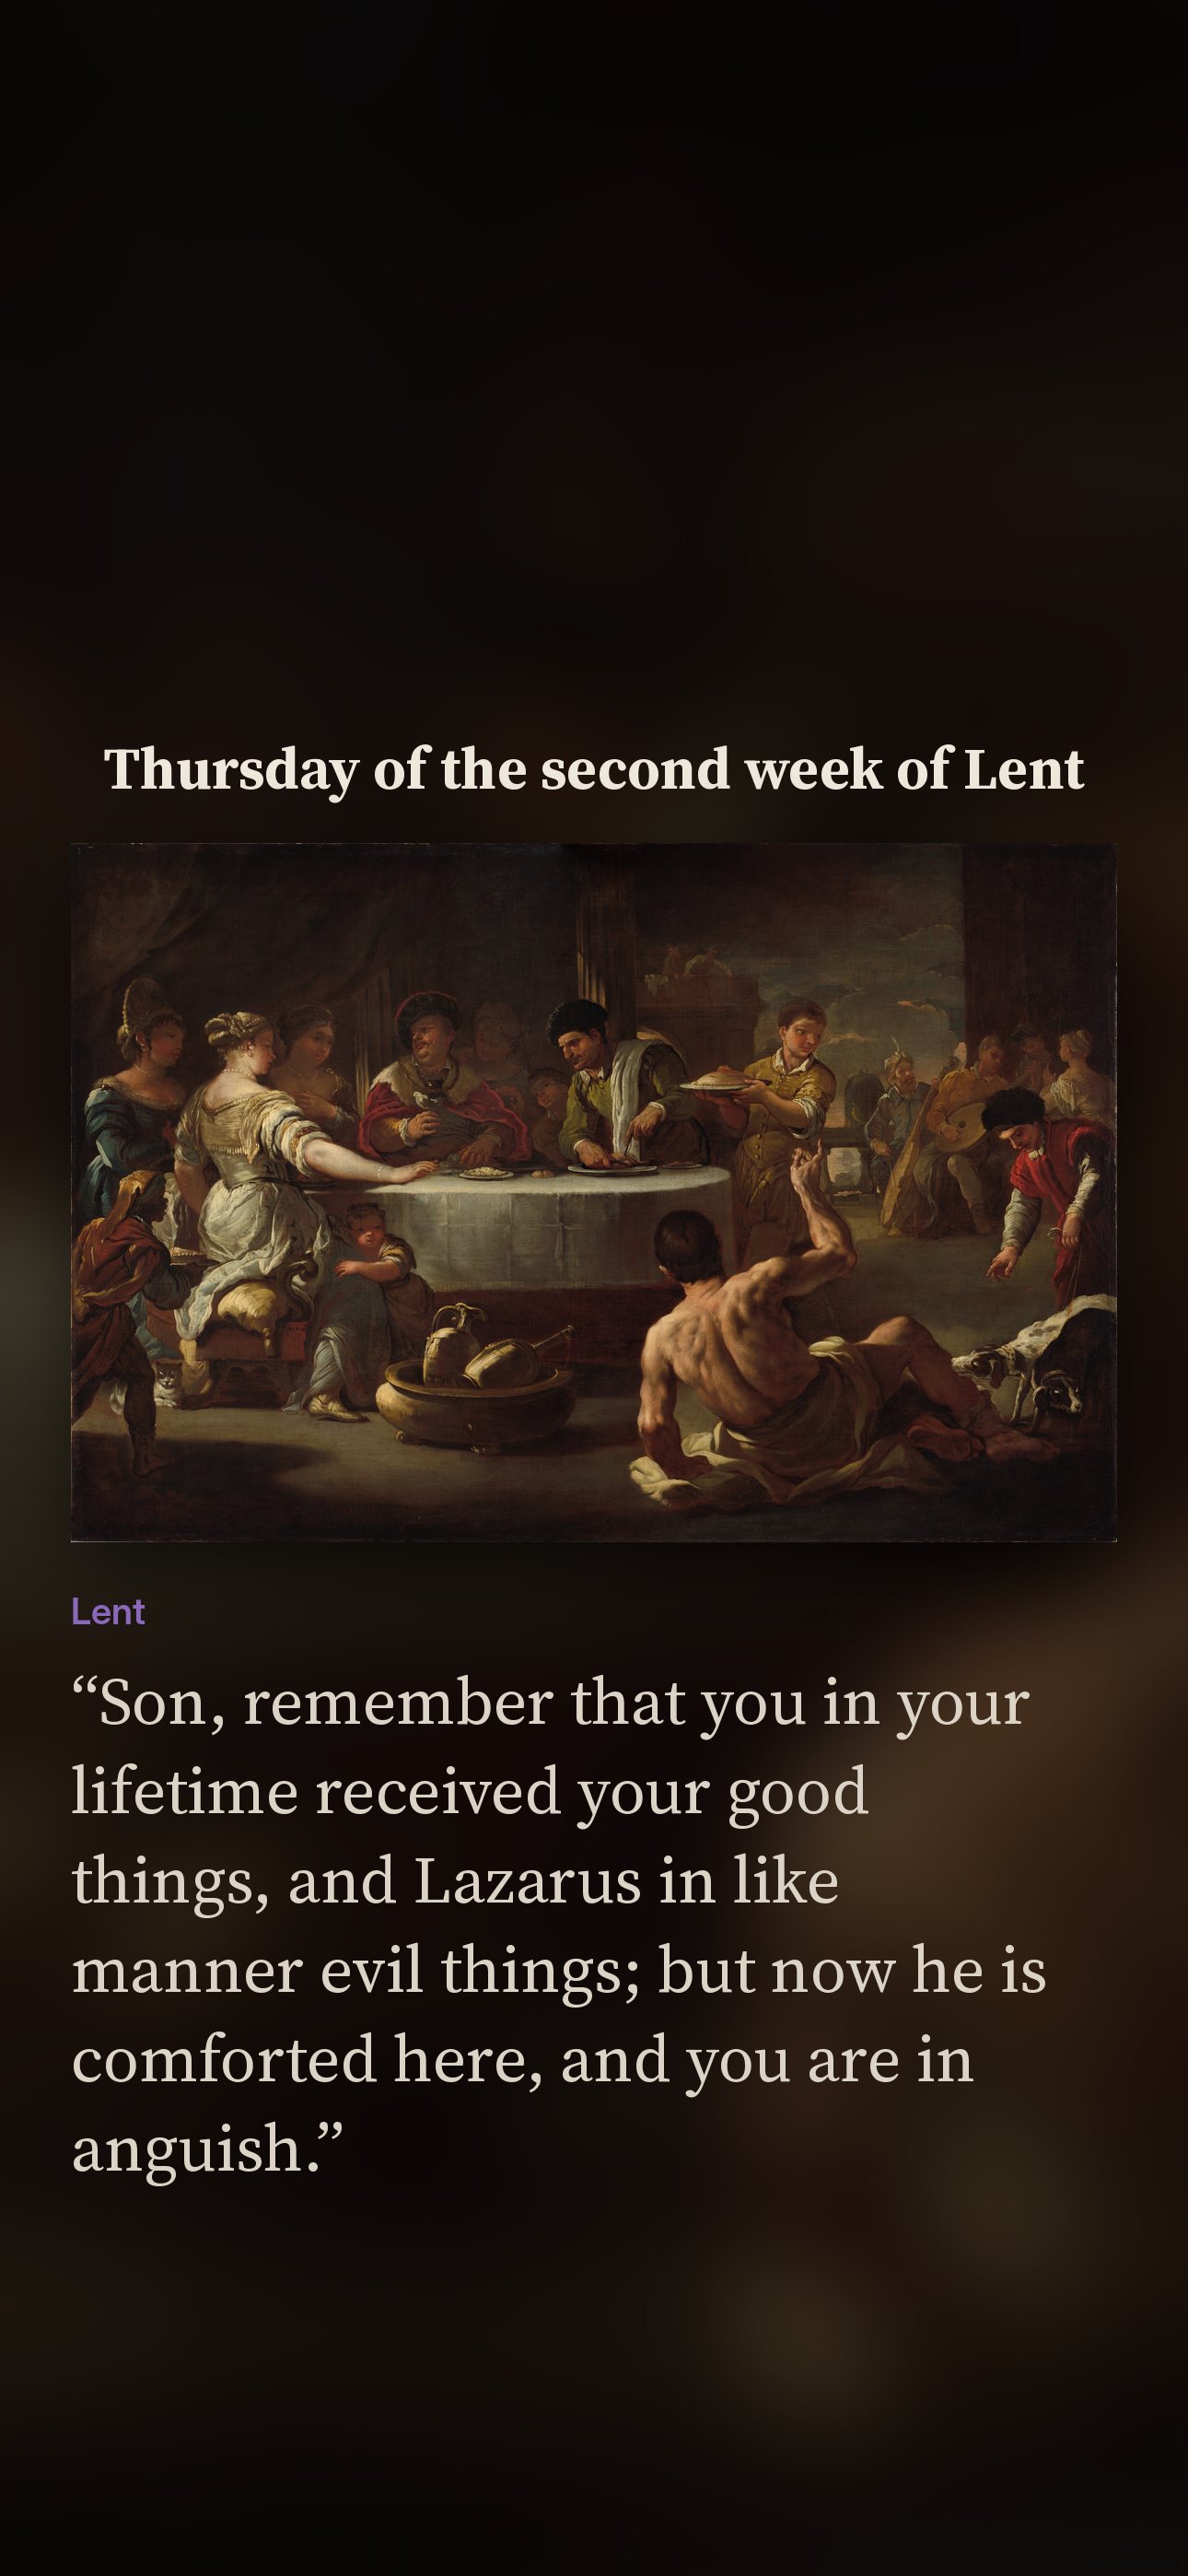 Thursday of the second week of Lent
Lent
“Son, remember that you in your
lifetime received your good
things, and Lazarus in like
manner evil things; but now he is
comforted here, and you are in
anguish.”